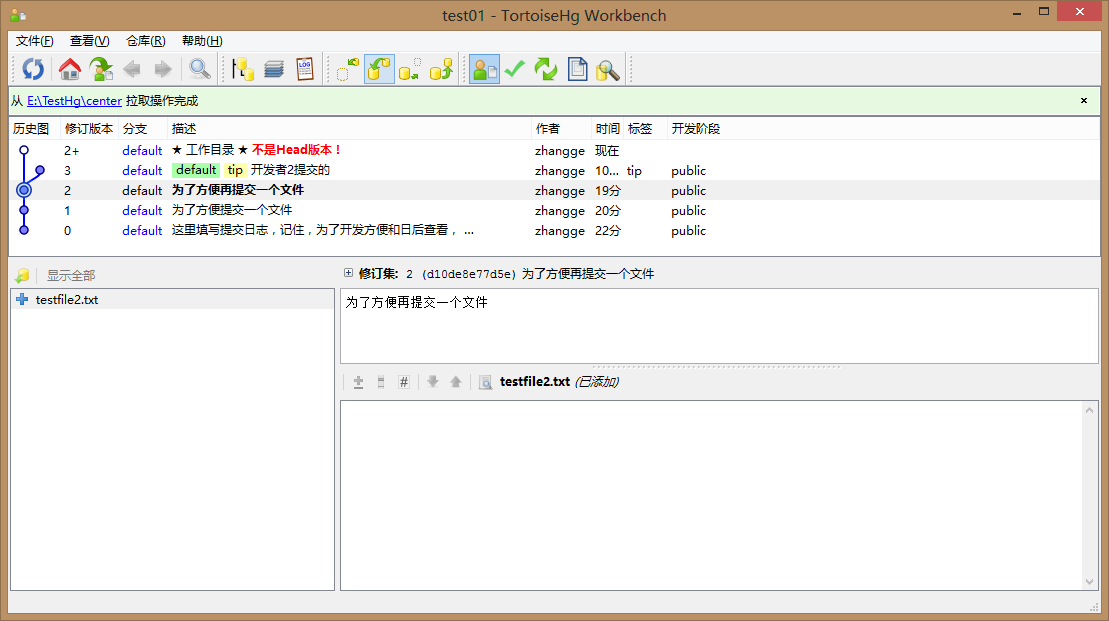 test01 - TortoiseHg Workbench
文件(F) 查看(V) 仓库(R) 帮助(H)
LOG
从 E:\TestHg\center 拉取操作完成
历史图 修订版本 分支 描述 作者 时间 标签 开发阶段
2+ default ★ 工作目录 ★ 不是Head版本！ zhangge 现在
3 default default tip 开发者2提交的 zhangge 10... tip public
2 default 为了方便再提交一个文件 zhangge 19分 public
1 default 为了方便提交一个文件 zhangge 20分 public
0 default 这里填写提交日志，记住，为了开发方便和日后查看， ... zhangge 22分 public
显示全部
testfile2.txt
修订集: 2 (d10de8e77d5e) 为了方便再提交一个文件
为了方便再提交一个文件
# testfile2.txt (已添加)